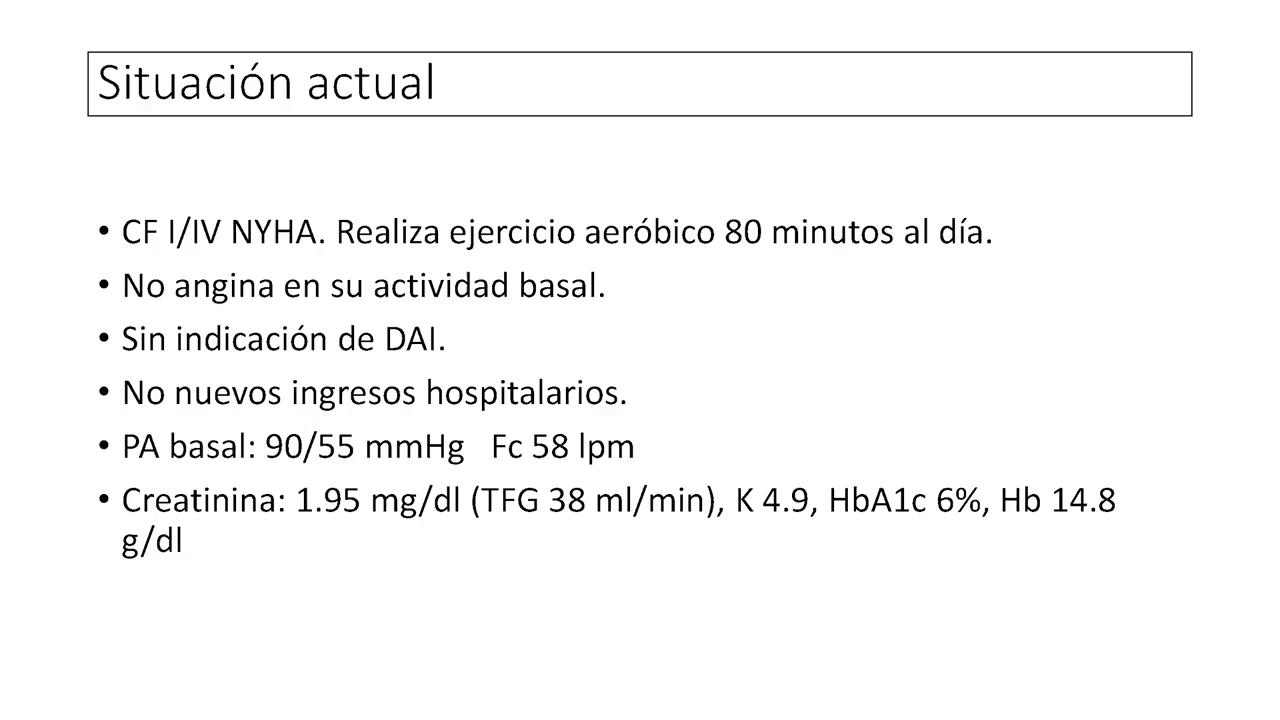 Situación actual
• CF I/IV NYHA. Realiza ejercicio aeróbico 80 minutos al día.
• No angina en su actividad basal.
• Sin indicación de DAI.
• No nuevos ingresos hospitalarios.
• PA basal: 90/55 mmHg   Fc 58 lpm
• Creatinina: 1.95 mg/dl (TFG 38 ml/min), K 4.9, HbA1c 6%, Hb 14.8
g/dl